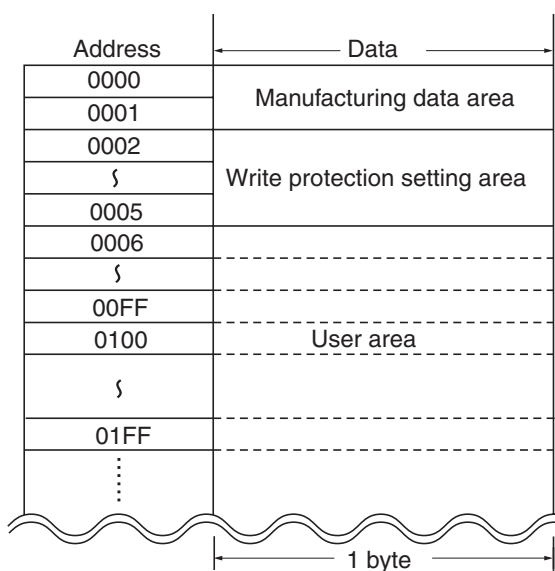 Address Data
0000
Manufacturing data area
0001
0002
Write protection setting area
0005
0006
00FF
0100 User area
01FF
1 byte